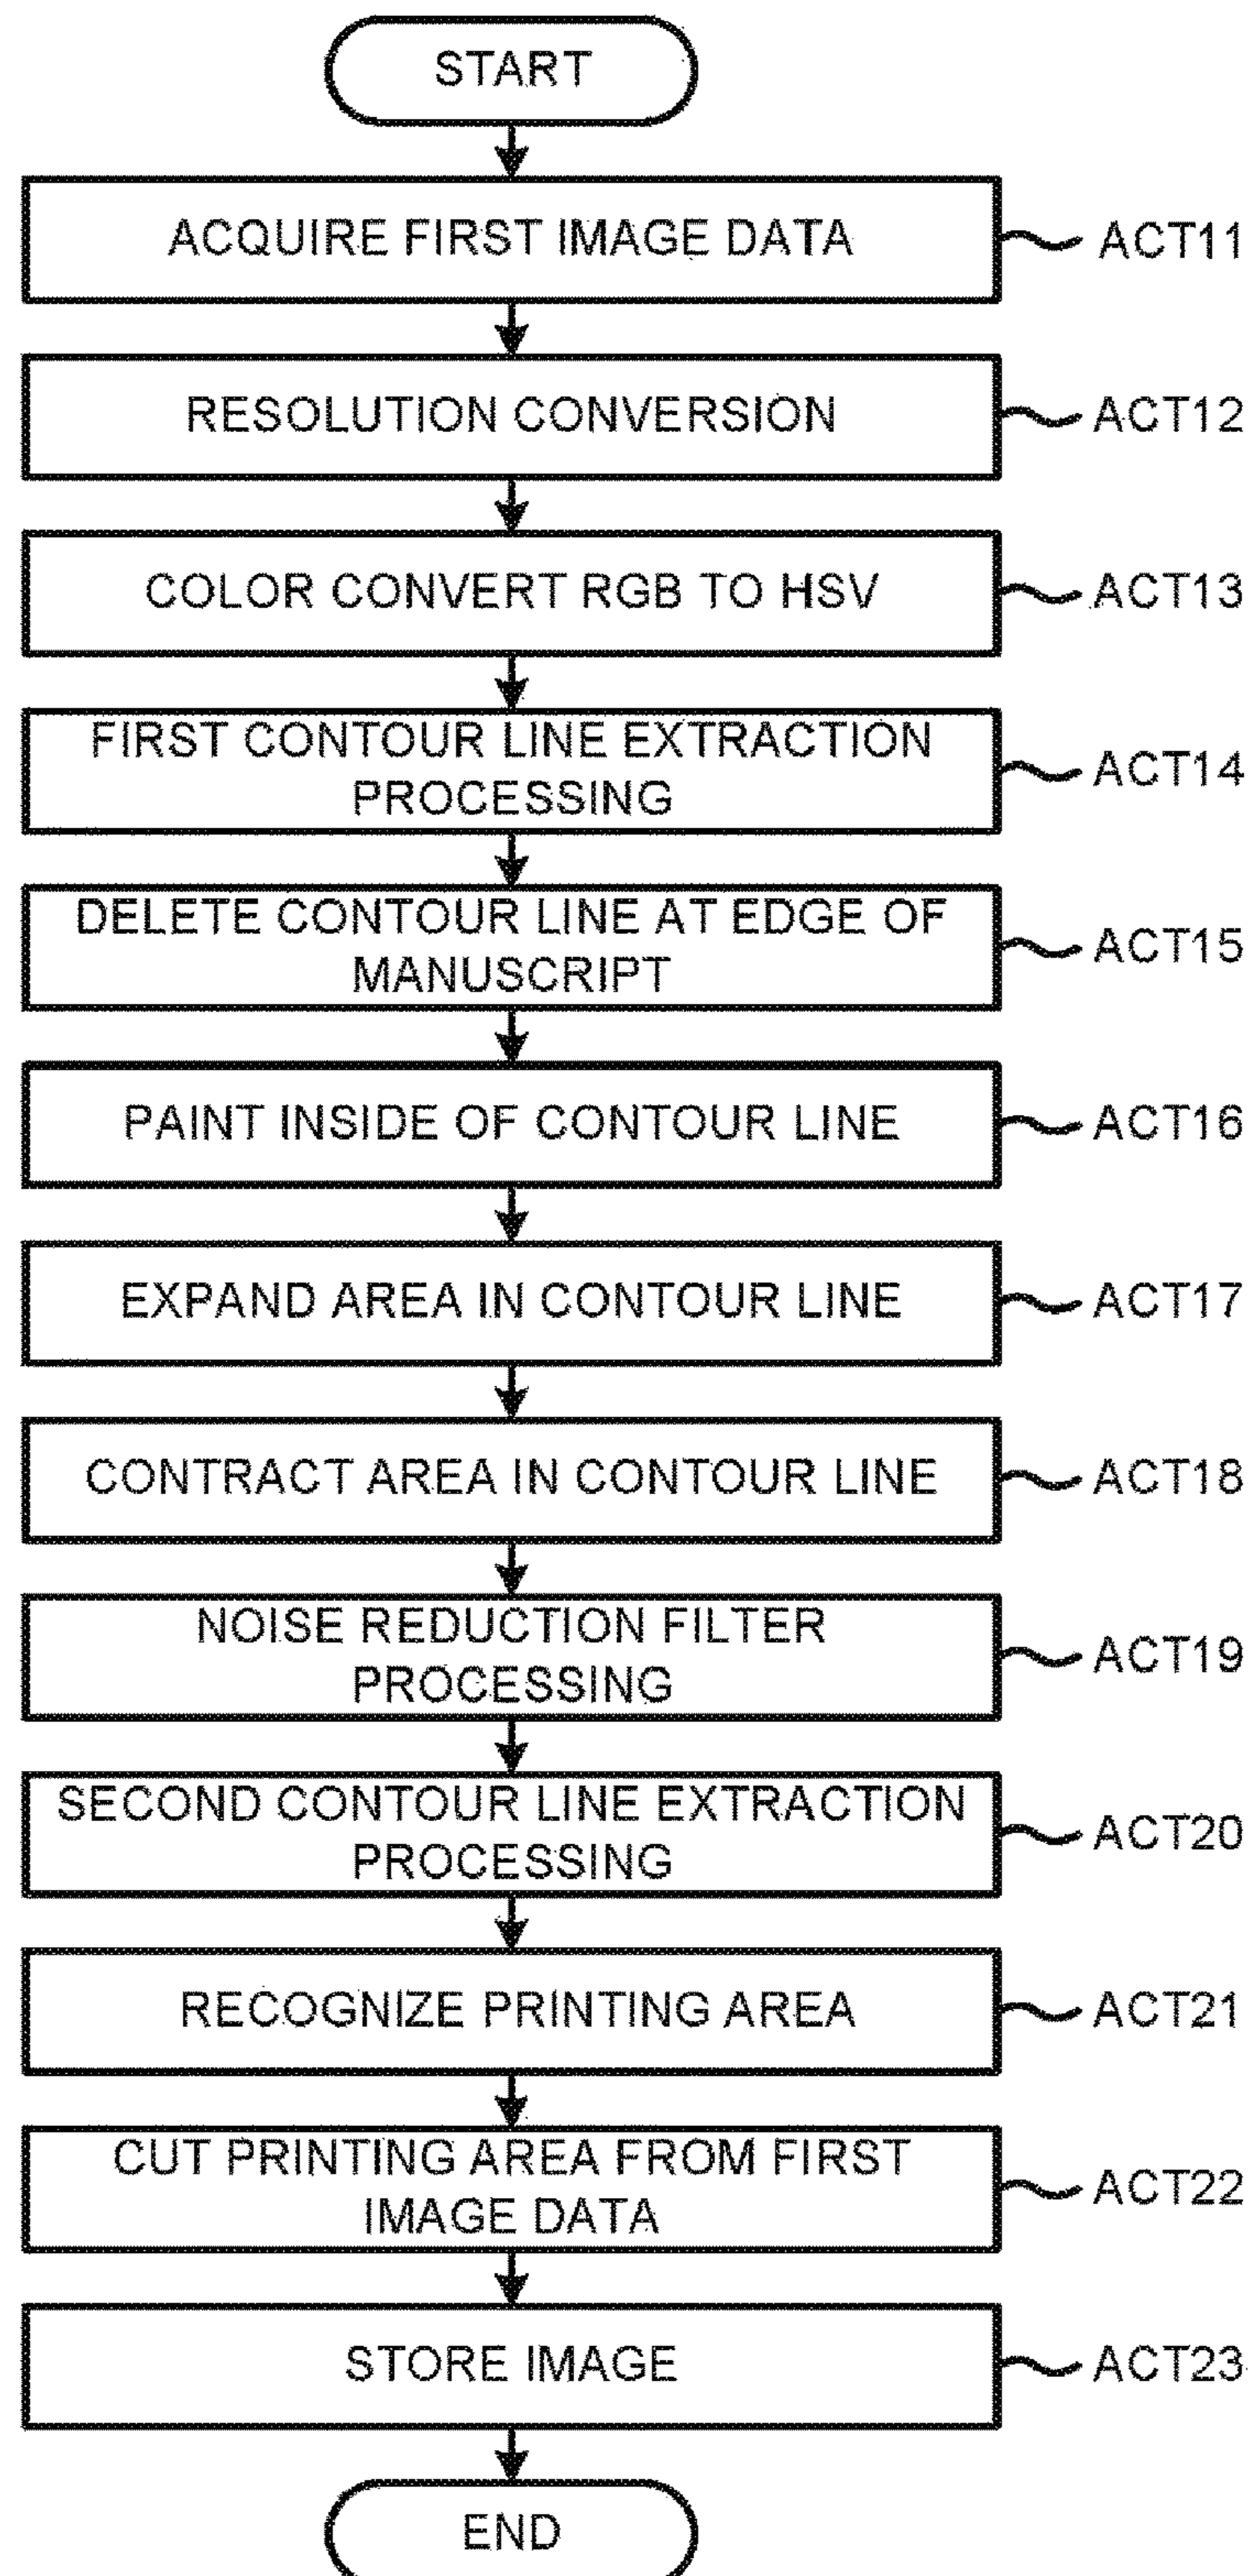 START
ACQUIRE FIRST IMAGE DATA
ACT11
RESOLUTION CONVERSION
ACT12
COLOR CONVERT RGB TO HSV
ACT13
FIRST CONTOUR LINE EXTRACTION
PROCESSING
ACT14
DELETE CONTOUR LINE AT EDGE OF
MANUSCRIPT
ACT15
PAINT INSIDE OF CONTOUR LINE
ACT16
EXPAND AREA IN CONTOUR LINE
ACT17
CONTRACT AREA IN CONTOUR LINE
ACT18
NOISE REDUCTION FILTER
PROCESSING
ACT19
SECOND CONTOUR LINE EXTRACTION
PROCESSING
ACT20
RECOGNIZE PRINTING AREA
ACT21
CUT PRINTING AREA FROM FIRST
IMAGE DATA
ACT22
STORE IMAGE
ACT23
END